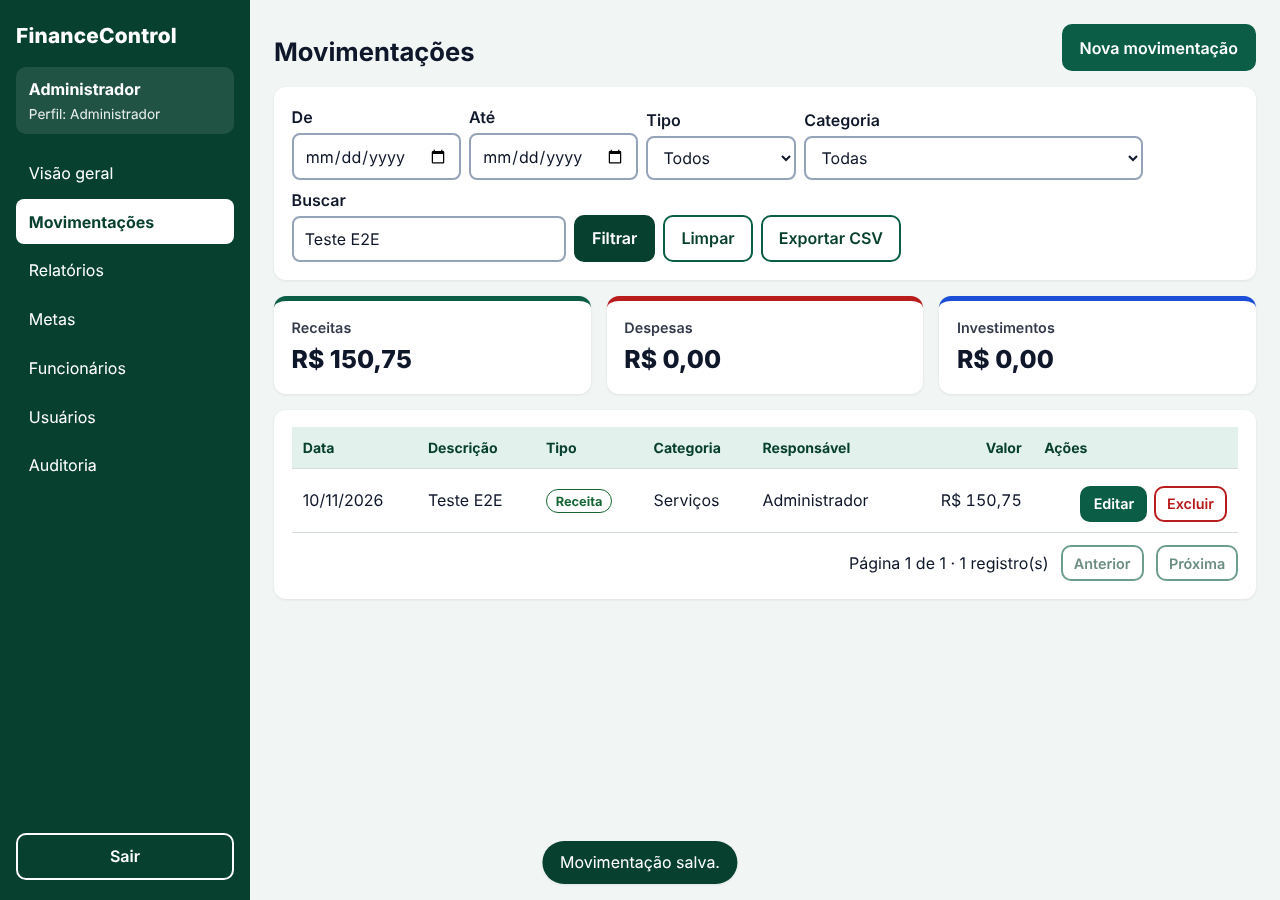 FinanceControl
Administrador
Perfil: Administrador
Visão geral
Movimentações
Relatórios
Metas
Funcionários
Usuários
Auditoria
Sair
Movimentações
Nova movimentação
De
Até
Tipo
Categoria
mm/dd/yyyy
mm/dd/yyyy
Todos
Todas
Buscar
Teste E2E
Filtrar
Limpar
Exportar CSV
Receitas
R$ 150,75
Despesas
R$ 0,00
Investimentos
R$ 0,00
Data Descrição Tipo Categoria Responsável Valor Ações
10/11/2026 Teste E2E Receita Serviços Administrador R$ 150,75 Editar Excluir
Página 1 de 1 · 1 registro(s) Anterior Próxima
Movimentação salva.